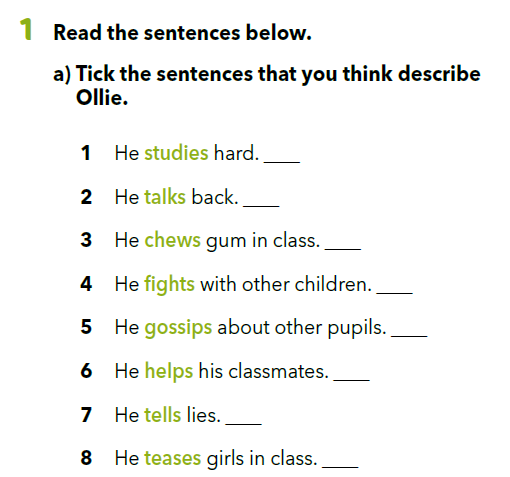 1 Read the sentences below.
a) Tick the sentences that you think describe
Ollie.
1 He studies hard. ____
2 He talks back. ____
3 He chews gum in class. ____
4 He fights with other children. ____
5 He gossips about other pupils. ____
6 He helps his classmates. ____
7 He tells lies. ____
8 He teases girls in class. ____